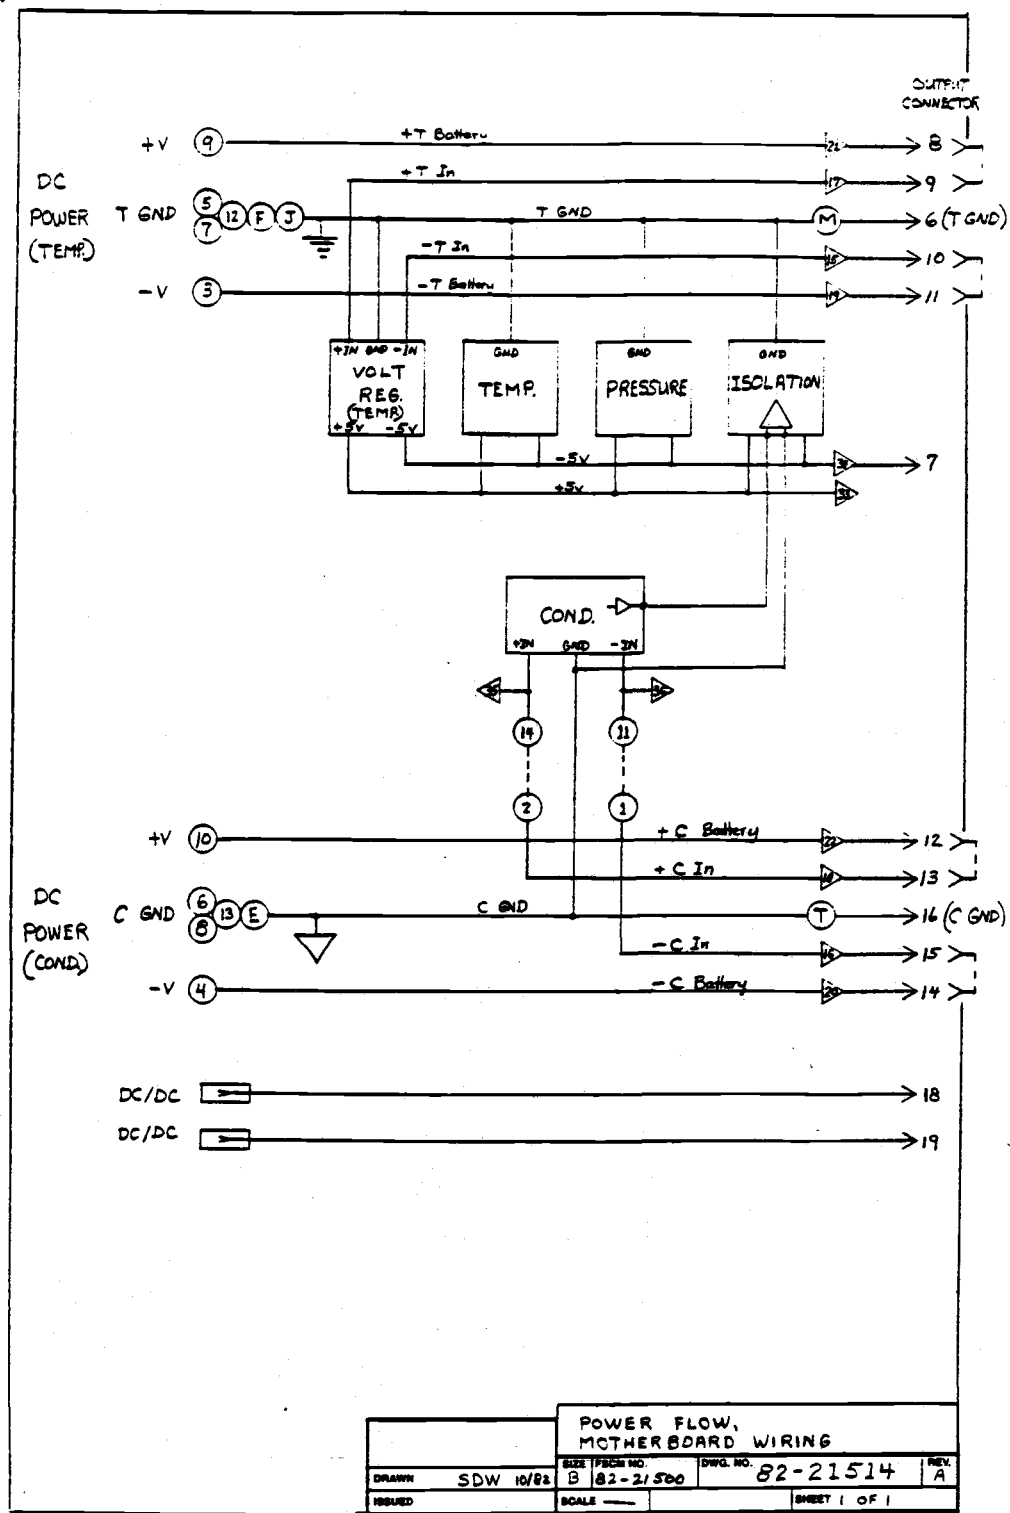 OUTPUT
CONNECTOR
+V 9 +T Battery 21 8
DC
POWER
(TEMP.)
+T In 17 9
T GND 5 7 12 F J T GND M 6 (T GND)
-T In 15 10
-V 3 -T Battery 19 11
+IN GND -IN
VOLT
REG.
(TEMP.)
+5v -5v
GND
TEMP.
GND
PRESSURE
GND
ISOLATION
-5v 7
+5v
COND.
+IN GND -IN
14 11
2 1
+V 10 + C Battery 22 12
+ C In 18 13
DC
POWER
(COND.)
C GND 6 8 13 E C GND T 16 (C GND)
- C In 16 15
-V 4 - C Battery 20 14
DC/DC 18
DC/DC 19
POWER FLOW,
MOTHERBOARD WIRING
DRAWN SDW 10/82
SIZE B
FSCM NO. 82-21500
DWG. NO. 82-21514
REV. A
ISSUED
SCALE —
SHEET 1 OF 1